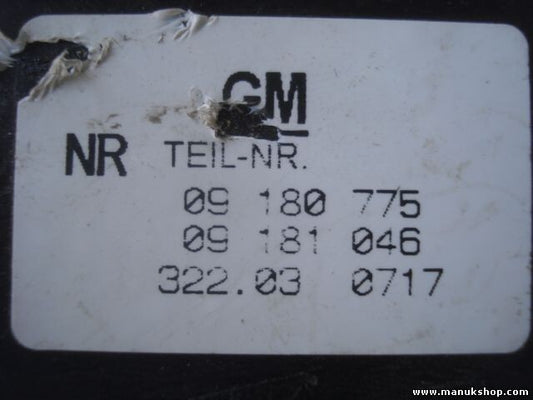 GM
NR TEIL-NR.
09 180 775
09 181 046
322.03 0717
www.manukshop.com